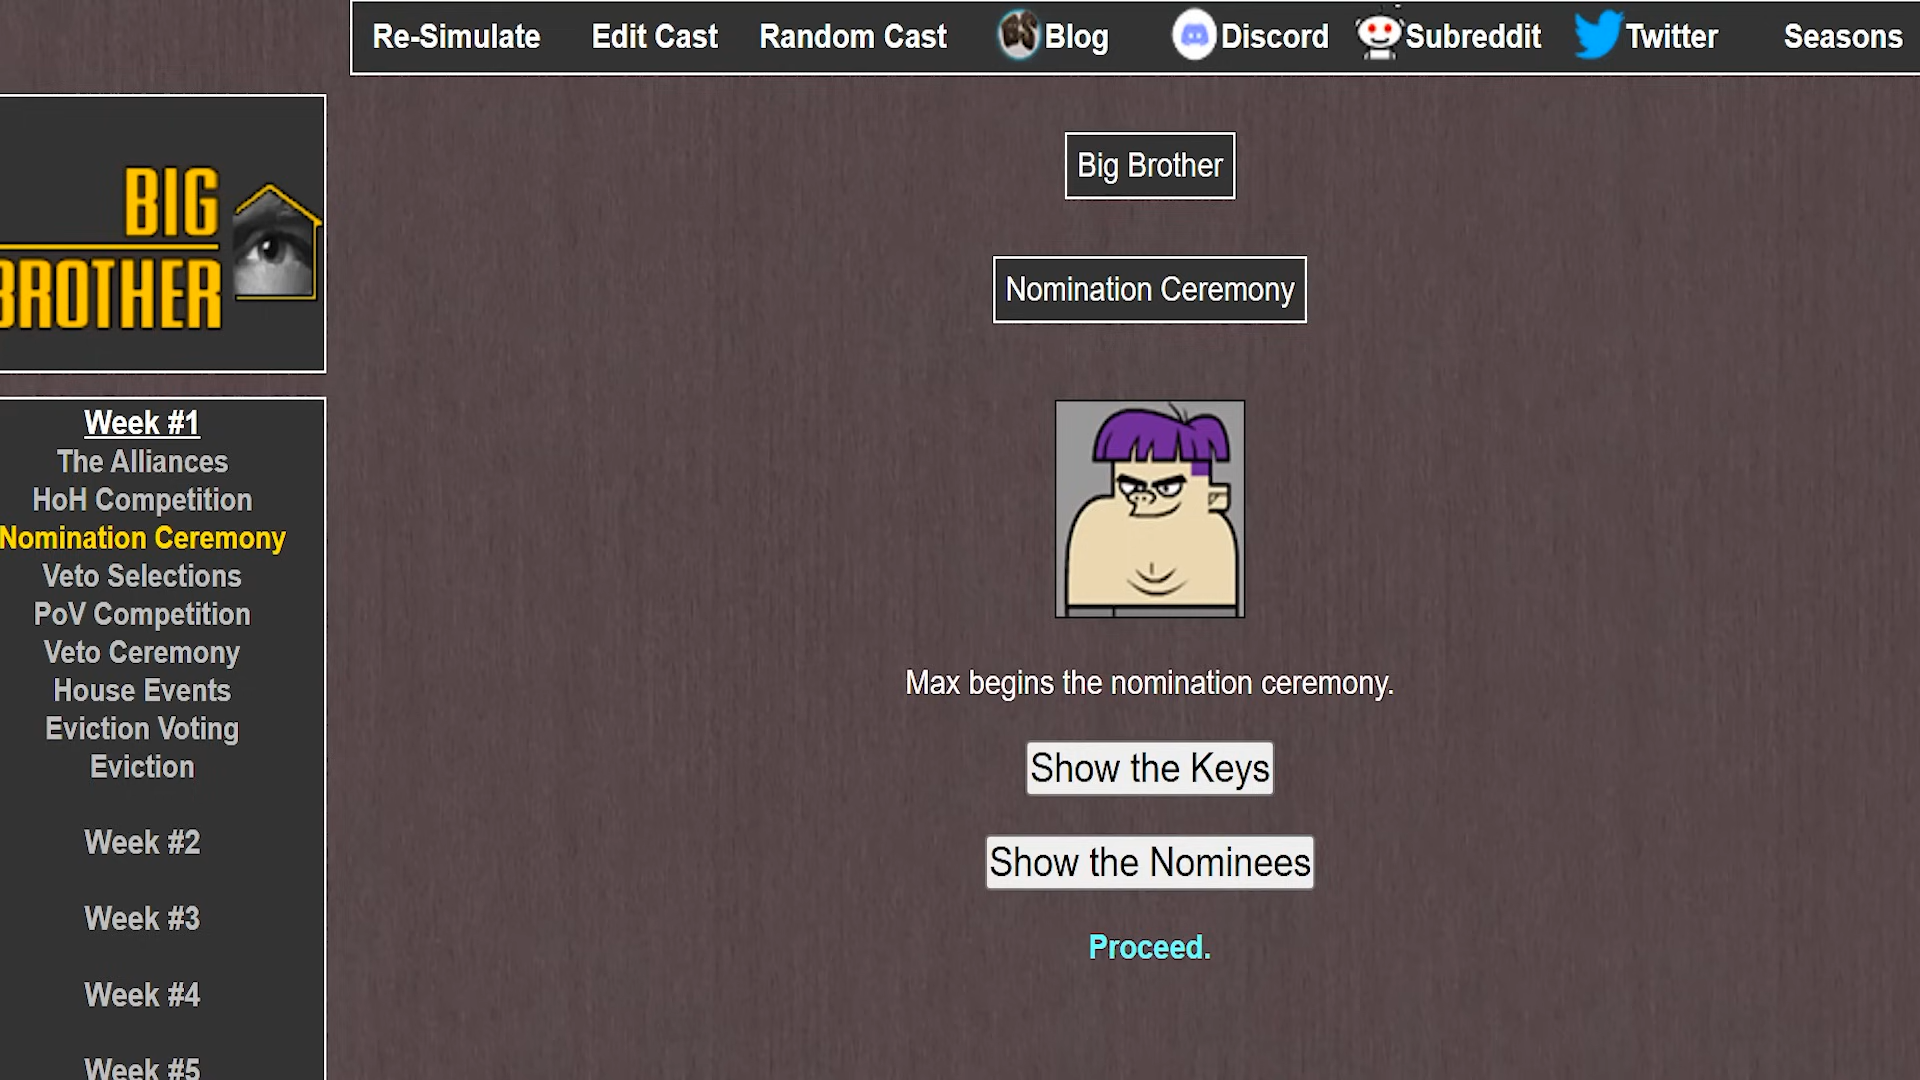 Re-Simulate Edit Cast Random Cast Blog Discord Subreddit Twitter Seasons
BIG
BROTHER
Week #1
The Alliances
HoH Competition
Nomination Ceremony
Veto Selections
PoV Competition
Veto Ceremony
House Events
Eviction Voting
Eviction
Week #2
Week #3
Week #4
Week #5
Big Brother
Nomination Ceremony
Max begins the nomination ceremony.
Show the Keys
Show the Nominees
Proceed.